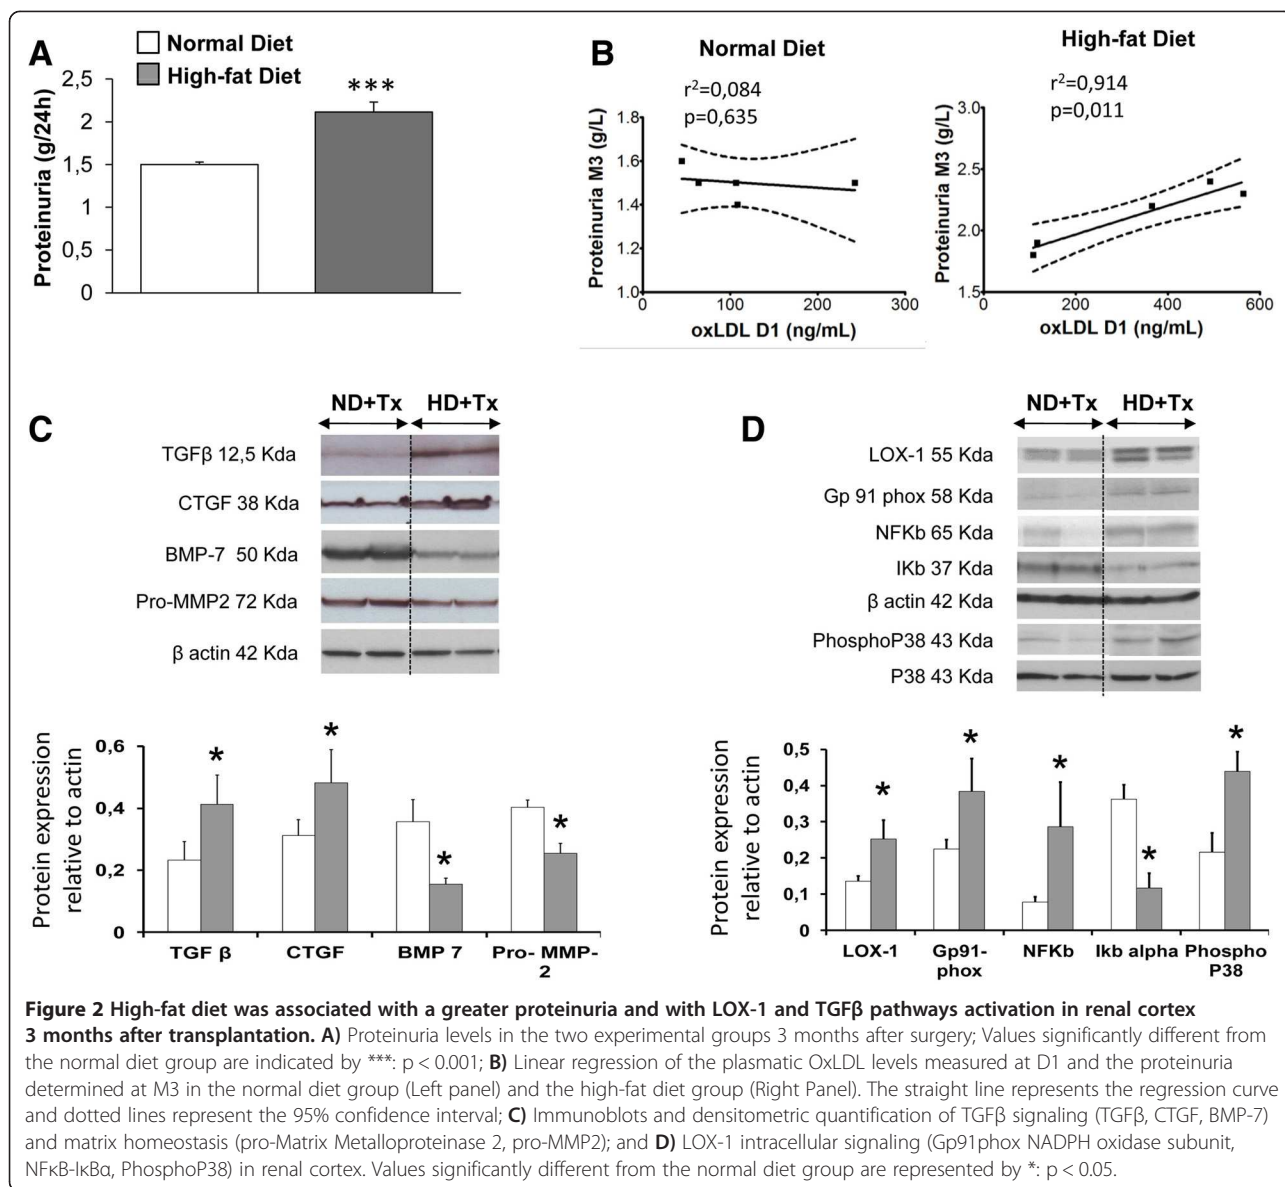 A
Normal Diet
High-fat Diet
Proteinuria (g/24h)
2,5
2
1,5
1
0,5
0
***
B
Normal Diet
r²=0,084
p=0,635
Proteinuria M3 (g/L)
1.8
1.6
1.4
1.2
1.0
0
100
200
300
oxLDL D1 (ng/mL)
High-fat Diet
r²=0,914
p=0,011
Proteinuria M3 (g/L)
3.0
2.5
2.0
1.5
0
200
400
600
oxLDL D1 (ng/mL)
C
ND+Tx HD+Tx
TGFβ 12,5 Kda
CTGF 38 Kda
BMP-7 50 Kda
Pro-MMP2 72 Kda
β actin 42 Kda
Protein expression
relative to actin
0,6
0,4
0,2
0
*
*
*
*
TGF β CTGF BMP 7 Pro- MMP-
2
D
ND+Tx HD+Tx
LOX-1 55 Kda
Gp 91 phox 58 Kda
NFKb 65 Kda
IKb 37 Kda
β actin 42 Kda
PhosphoP38 43 Kda
P38 43 Kda
Protein expression
relative to actin
0,5
0,4
0,3
0,2
0,1
0
*
*
*
*
*
LOX-1 Gp91- NFKb Ikb alpha Phospho
phox P38
Figure 2 High-fat diet was associated with a greater proteinuria and with LOX-1 and TGFβ pathways activation in renal cortex
3 months after transplantation. A) Proteinuria levels in the two experimental groups 3 months after surgery; Values significantly different from
the normal diet group are indicated by ***: p < 0.001; B) Linear regression of the plasmatic OxLDL levels measured at D1 and the proteinuria
determined at M3 in the normal diet group (Left panel) and the high-fat diet group (Right Panel). The straight line represents the regression curve
and dotted lines represent the 95% confidence interval; C) Immunoblots and densitometric quantification of TGFβ signaling (TGFβ, CTGF, BMP-7)
and matrix homeostasis (pro-Matrix Metalloproteinase 2, pro-MMP2); and D) LOX-1 intracellular signaling (Gp91phox NADPH oxidase subunit,
NFκB-IκBα, PhosphoP38) in renal cortex. Values significantly different from the normal diet group are represented by *: p < 0.05.